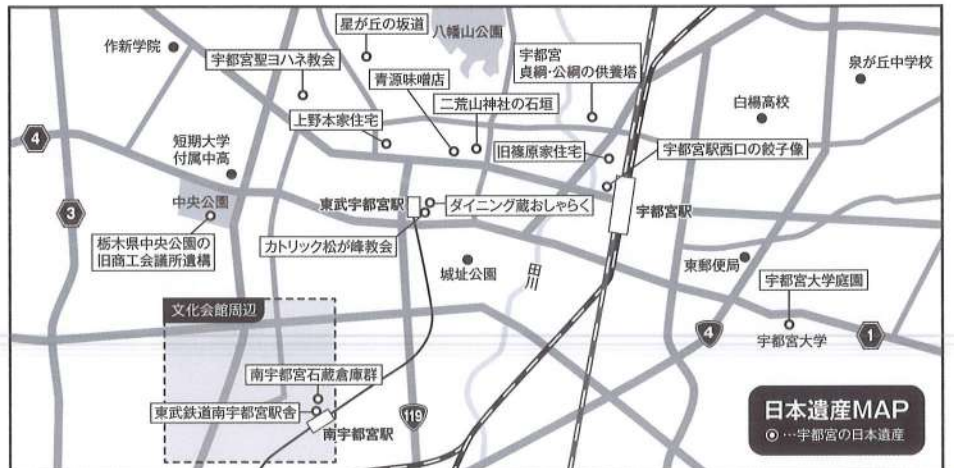 星が丘の坂道
八幡山公園
作新学院
宇都宮聖ヨハネ教会
宇都宮
貞綱・公綱の供養塔
泉が丘中学校
青源味噌店
二荒山神社の石垣
白楊高校
上野本家住宅
4
短期大学
付属中高
旧篠原家住宅
宇都宮駅西口の餃子像
中央公園
東武宇都宮駅
ダイニング蔵おしゃらく
宇都宮駅
3
栃木県中央公園の
旧商工会議所遺構
カトリック松が峰教会
城址公園
田川
東郵便局
宇都宮大学庭園
文化会館周辺
4
宇都宮大学
1
南宇都宮石蔵倉庫群
東武鉄道南宇都宮駅舎
南宇都宮駅
119
日本遺産MAP
…宇都宮の日本遺産